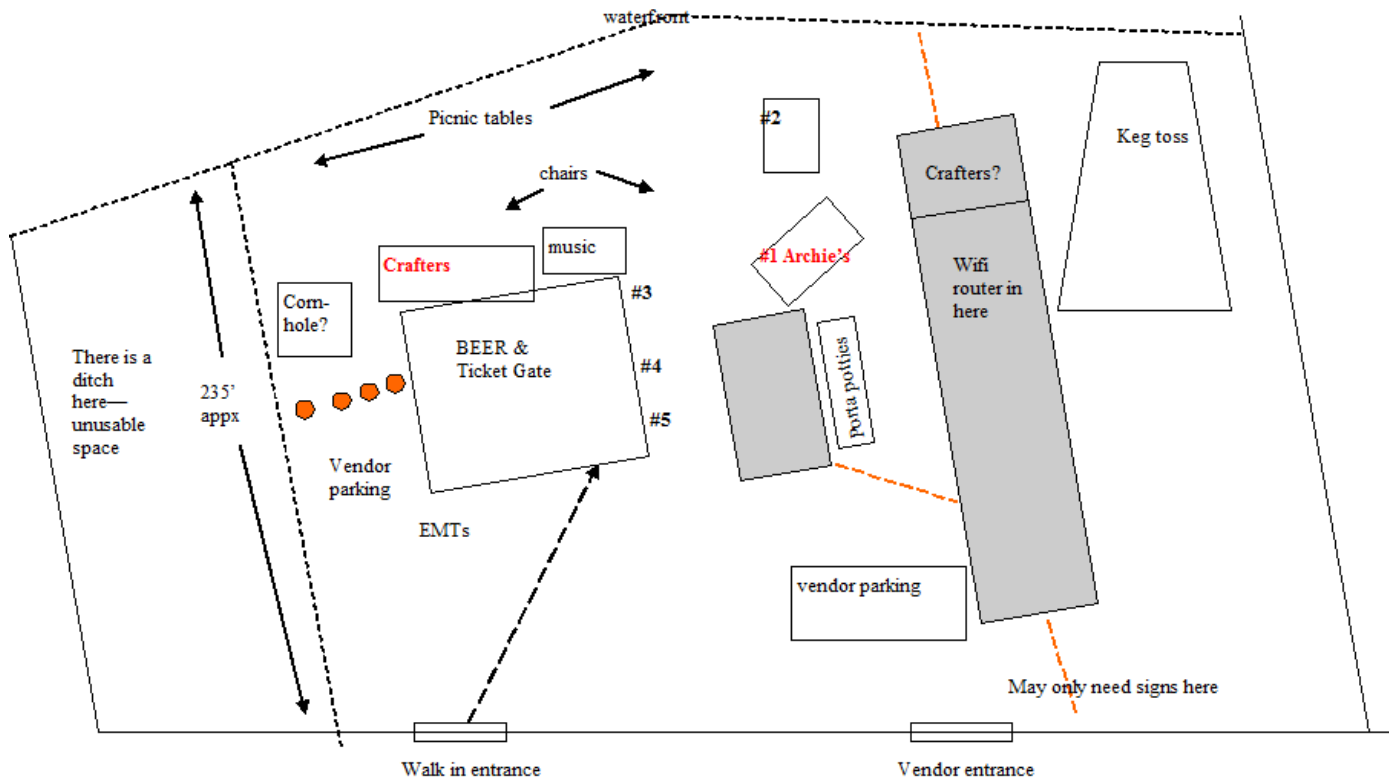 waterfront
Picnic tables
#2
Keg toss
chairs
Crafters?
music
#1 Archie's
Crafters
Wifi
router in
here
#3
Corn-
hole?
BEER &
Ticket Gate
There is a
ditch
here—
unusable
space
235'
appx
#4
Porta potties
#5
Vendor
parking
EMTs
vendor parking
May only need signs here
Walk in entrance
Vendor entrance